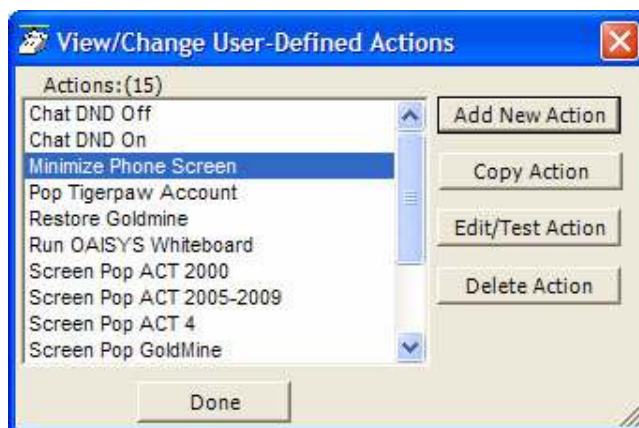 View/Change User-Defined Actions
Actions:(15)
Chat DND Off
Chat DND On
Minimize Phone Screen
Pop Tigerpaw Account
Restore Goldmine
Run OAISYS Whiteboard
Screen Pop ACT 2000
Screen Pop ACT 2005-2009
Screen Pop ACT 4
Screen Pop GoldMine
Add New Action
Copy Action
Edit/Test Action
Delete Action
Done